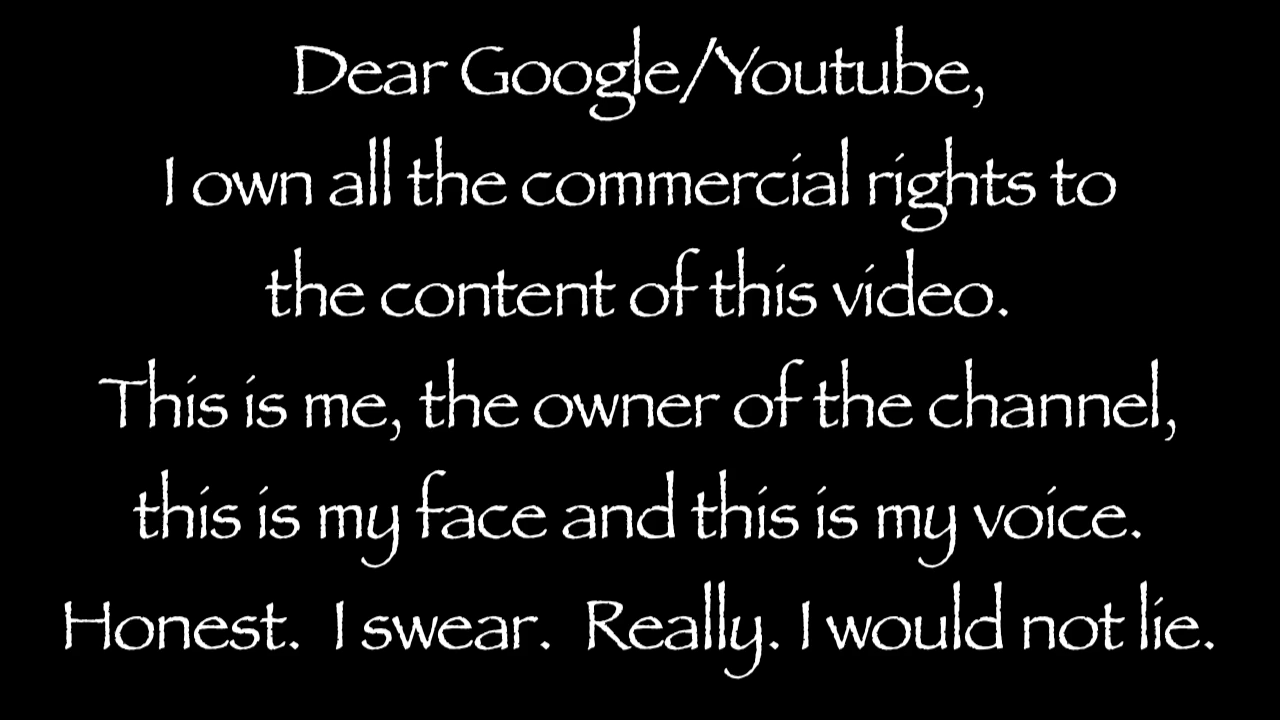 Dear Google/Youtube,
I own all the commercial rights to
the content of this video.
This is me, the owner of the channel,
this is my face and this is my voice.
Honest. I swear. Really. I would not lie.